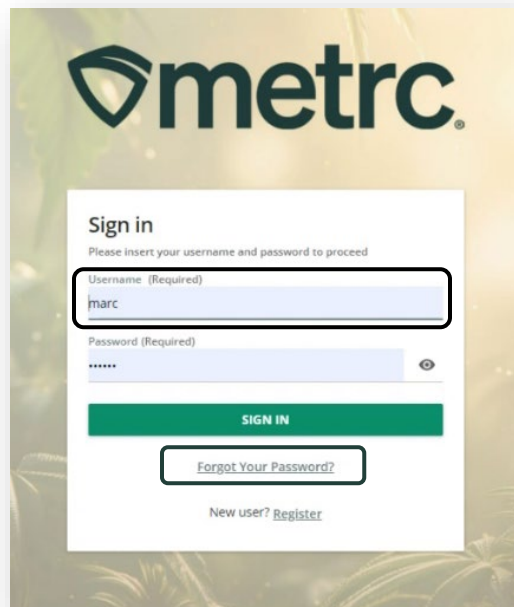 metrc®
Sign in
Please insert your username and password to proceed
Username (Required)
marc
Password (Required)
••••••
SIGN IN
Forgot Your Password?
New user? Register